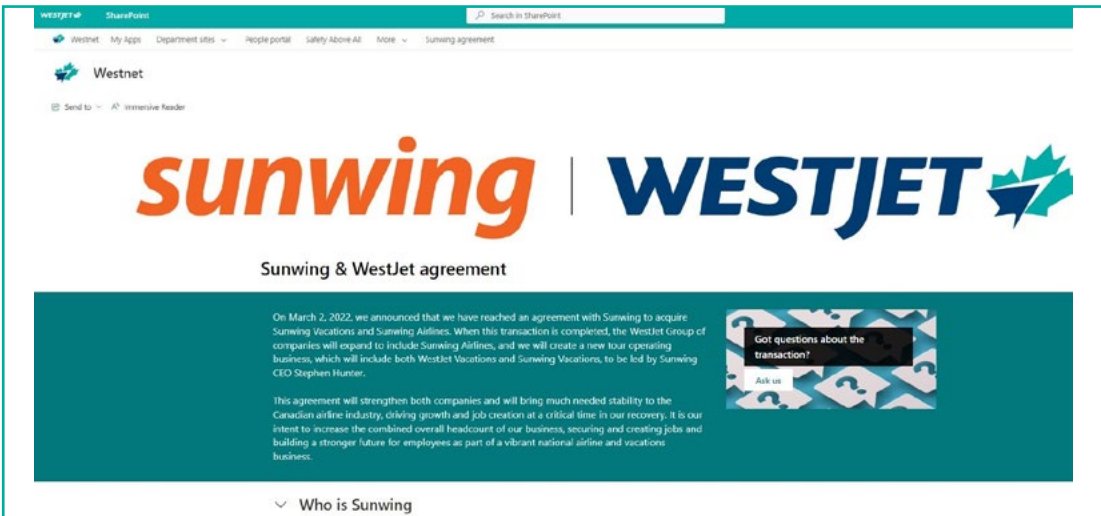 WESTJET SharePoint Search in SharePoint
Westnet My Apps Department sites People portal Safety Above All More Sunwing agreement
Westnet
Send to Immersive Reader
sunwing | WESTJET
Sunwing & WestJet agreement
On March 2, 2022, we announced that we have reached an agreement with Sunwing to acquire
Sunwing Vacations and Sunwing Airlines. When this transaction is completed, the WestJet Group of
companies will expand to include Sunwing Airlines, and we will create a new tour operating
business, which will include both WestJet Vacations and Sunwing Vacations, to be led by Sunwing
CEO Stephen Hunter.
This agreement will strengthen both companies and will bring much needed stability to the
Canadian airline industry, driving growth and job creation at a critical time in our recovery. It is our
intent to increase the combined overall headcount of our business, securing and creating jobs and
building a stronger future for employees as part of a vibrant national airline and vacations
business.
Got questions about the
transaction?
Ask us
Who is Sunwing